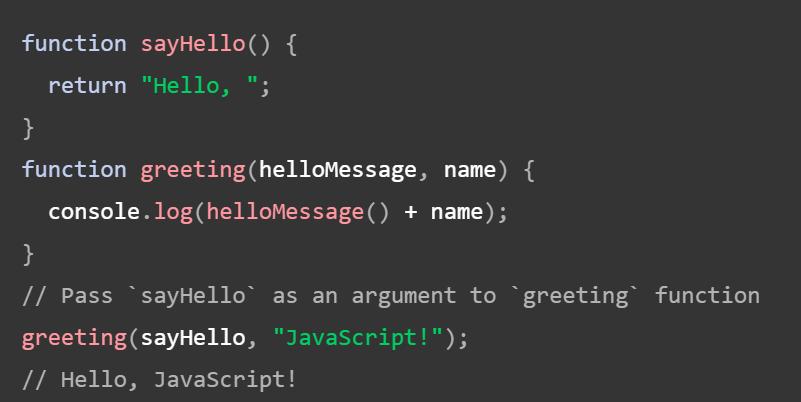 function sayHello() {
  return "Hello, ";
}
function greeting(helloMessage, name) {
  console.log(helloMessage() + name);
}
// Pass `sayHello` as an argument to `greeting` function
greeting(sayHello, "JavaScript!");
// Hello, JavaScript!